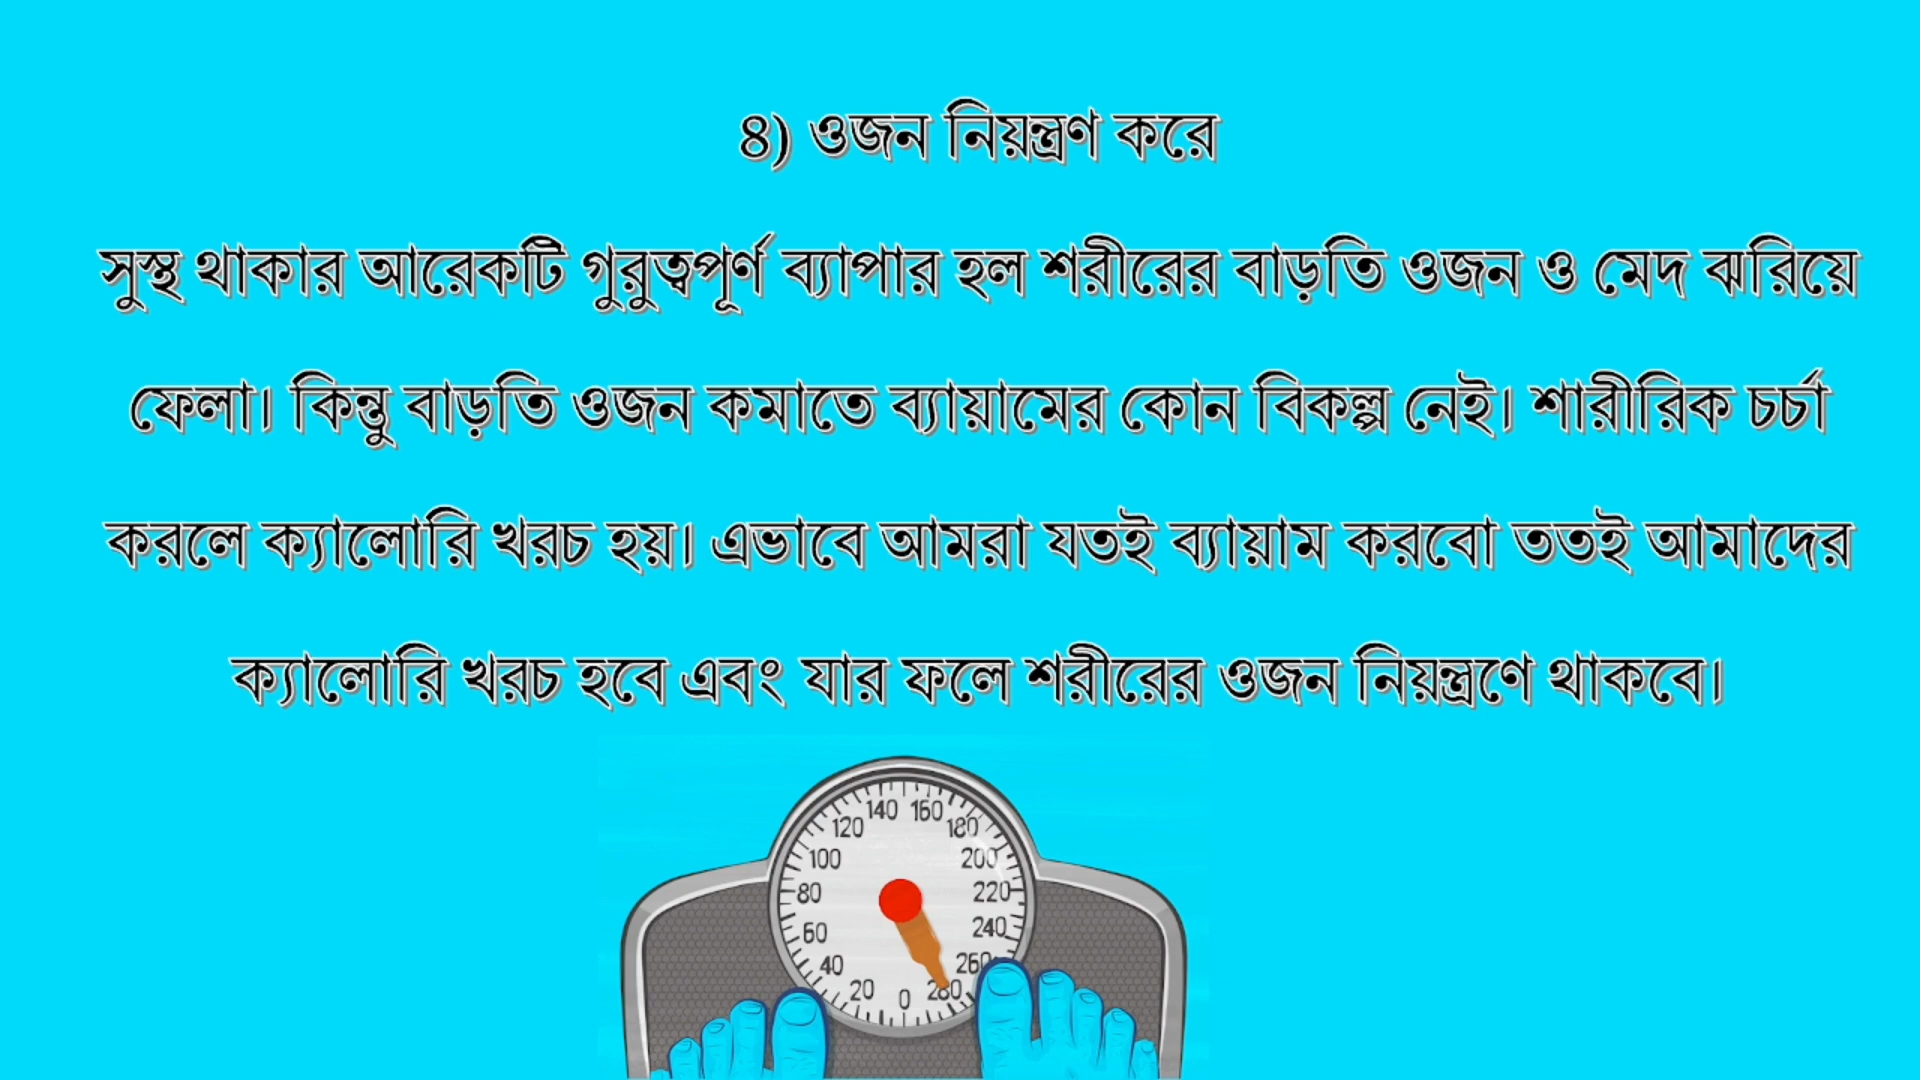 ৪) ওজন নিয়ন্ত্রণ করে
সুস্থ থাকার আরেকটি গুরুত্বপূর্ণ ব্যাপার হল শরীরের বাড়তি ওজন ও মেদ ঝরিয়ে
ফেলা। কিন্তু বাড়তি ওজন কমাতে ব্যায়ামের কোন বিকল্প নেই। শারীরিক চর্চা
করলে ক্যালোরি খরচ হয়। এভাবে আমরা যতই ব্যায়াম করবো ততই আমাদের
ক্যালোরি খরচ হবে এবং যার ফলে শরীরের ওজন নিয়ন্ত্রণে থাকবে।
140 160
120 180
100 200
80 220
60 240
40 260
20 0 280